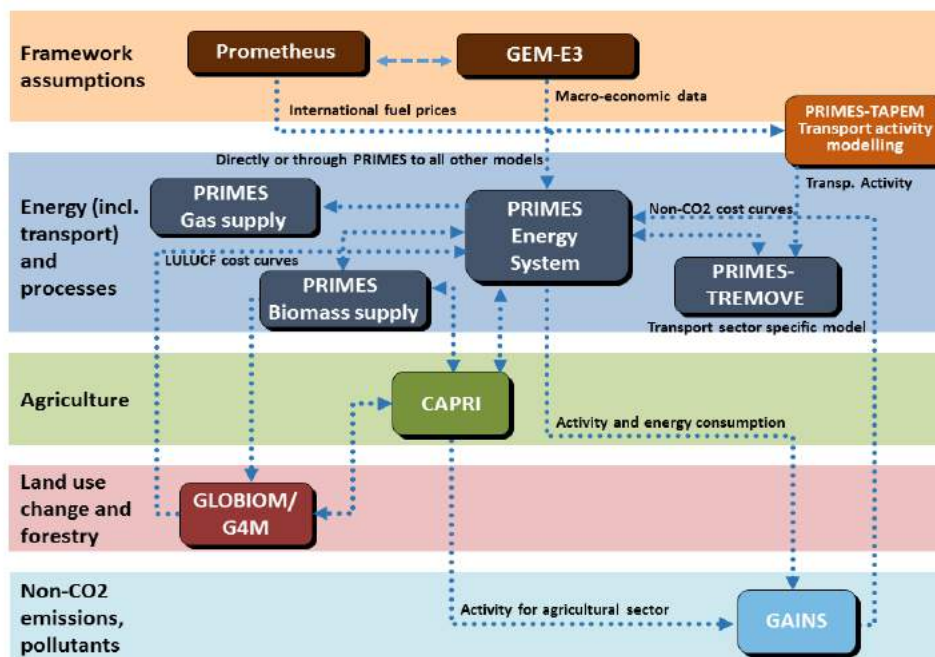 Framework
assumptions
Prometheus
GEM-E3
International fuel prices
Macro-economic data
PRIMES-TAPEM
Transport activity
modelling
Directly or through PRIMES to all other models
Transp. Activity
Energy (incl.
transport)
and
processes
PRIMES
Gas supply
PRIMES
Energy
System
Non-CO2 cost curves
LULUCF cost curves
PRIMES
Biomass supply
PRIMES-
TREMOVE
Transport sector specific model
Agriculture
CAPRI
Activity and energy consumption
Land use
change and
forestry
GLOBIOM/
G4M
Non-CO2
emissions,
pollutants
Activity for agricultural sector
GAINS